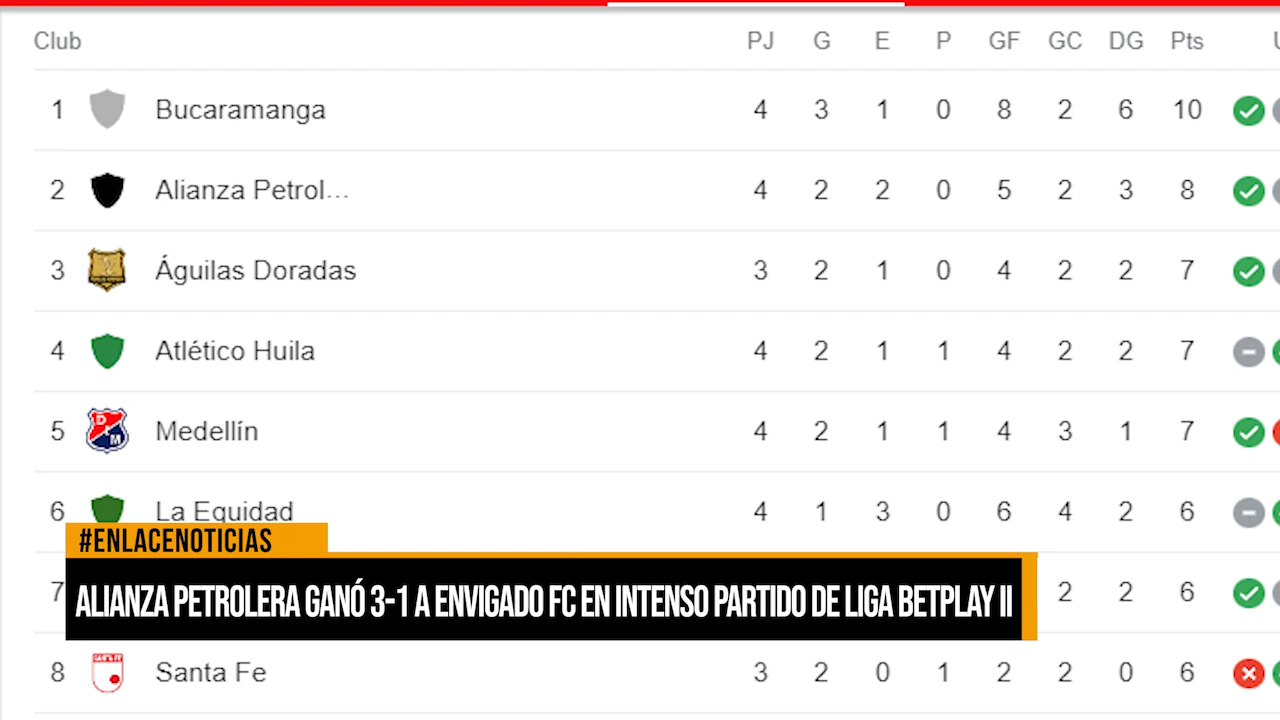 Club PJ G E P GF GC DG Pts
1 Bucaramanga 4 3 1 0 8 2 6 10
2 Alianza Petrol... 4 2 2 0 5 2 3 8
3 Águilas Doradas 3 2 1 0 4 2 2 7
4 Atlético Huila 4 2 1 1 4 2 2 7
5 DIM Medellín 4 2 1 1 4 3 1 7
6 La Equidad 4 1 3 0 6 4 2 6
#ENLACENOTICIAS
7 2 2 6
ALIANZA PETROLERA GANÓ 3-1 A ENVIGADO FC EN INTENSO PARTIDO DE LIGA BETPLAY II
8 SANTA FE Santa Fe 3 2 0 1 2 2 0 6